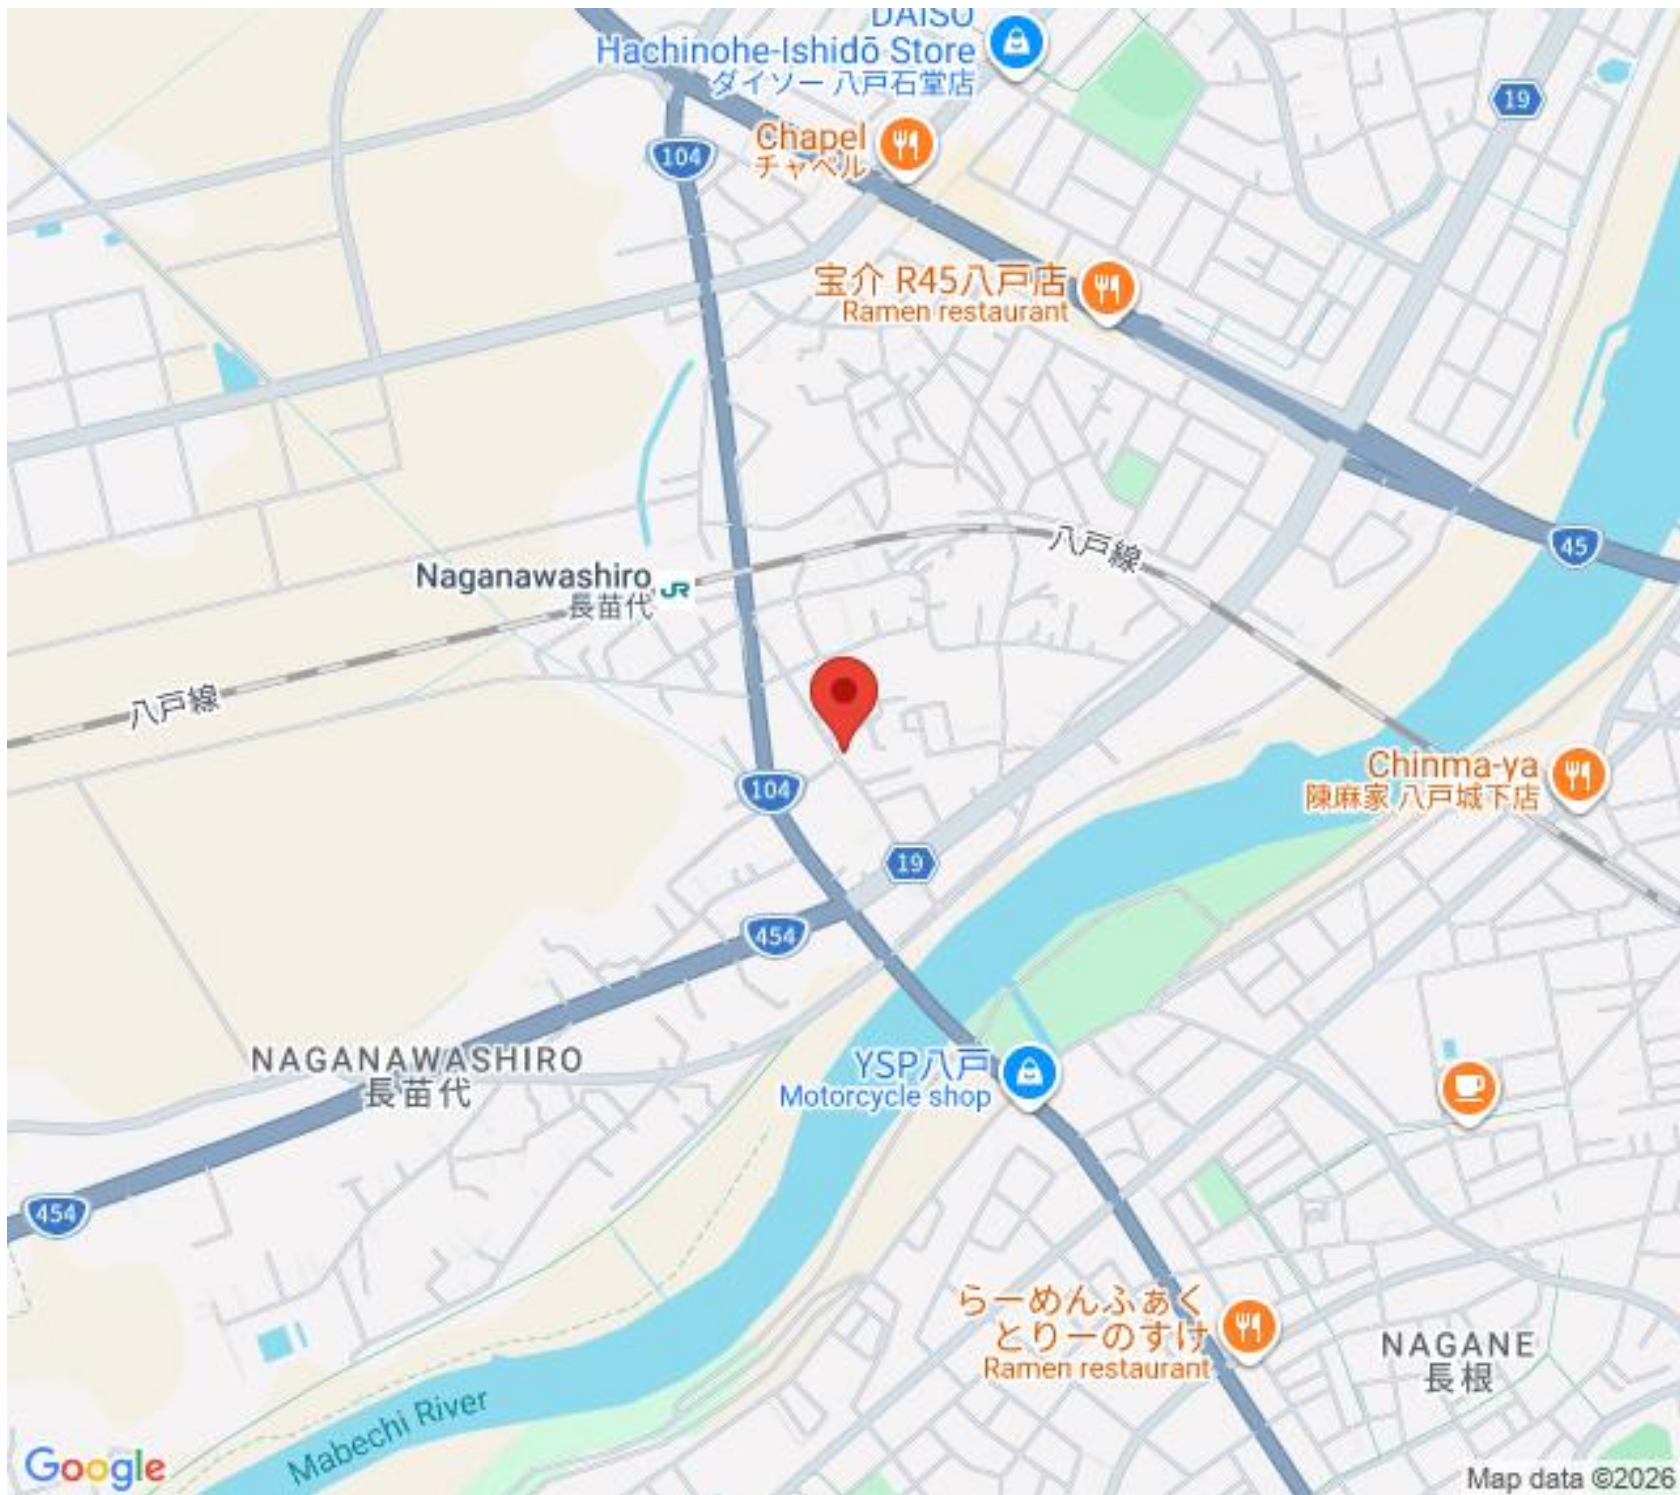 DAISO
Hachinohe-Ishidō Store
ダイソー 八戸石堂店
19
104
Chapel
チャペル
宝介 R45八戸店
Ramen restaurant
八戸線
45
Naganawashiro
長苗代
JR
八戸線
Chinma-ya
陳麻家 八戸城下店
104
19
454
NAGANAWASHIRO
長苗代
YSP八戸
Motorcycle shop
454
らーめんふぁく
とりーのすけ
Ramen restaurant
NAGANE
長根
Mabechi River
Google
Map data ©2026